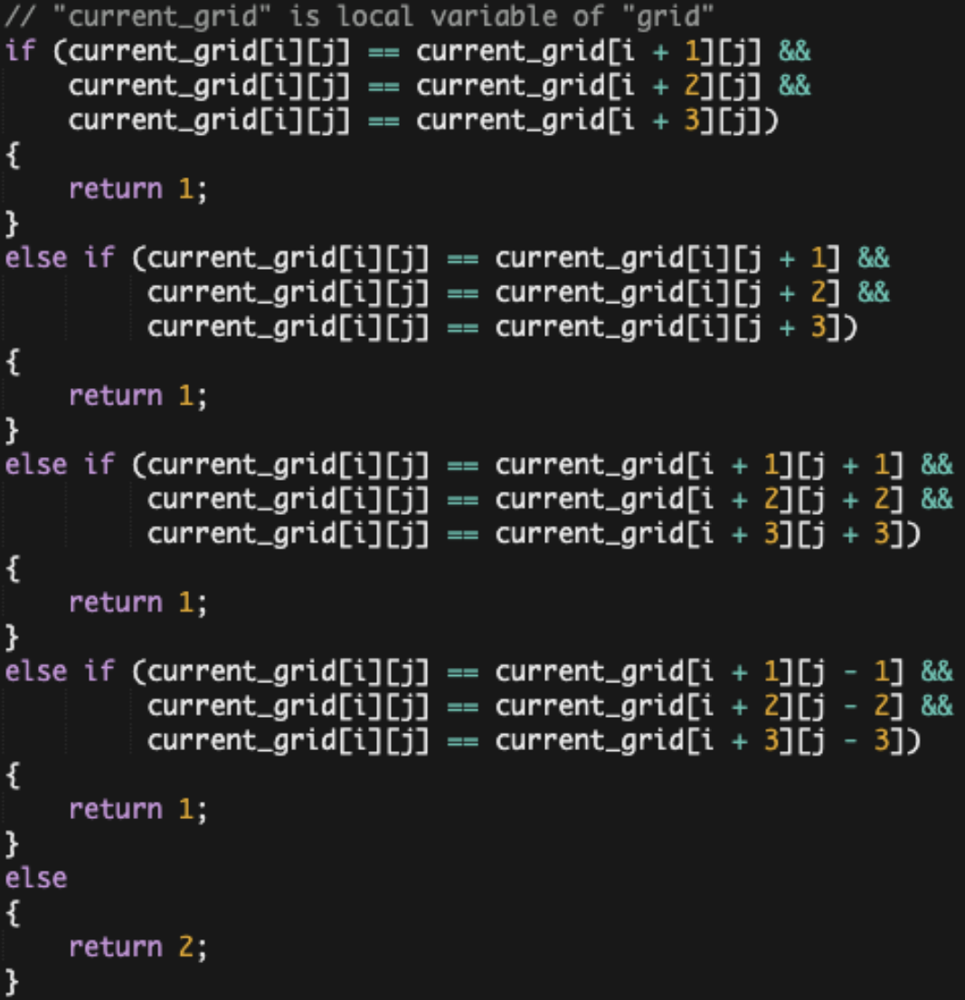 // "current_grid" is local variable of "grid"
if (current_grid[i][j] == current_grid[i + 1][j] &&
    current_grid[i][j] == current_grid[i + 2][j] &&
    current_grid[i][j] == current_grid[i + 3][j])
{
    return 1;
}
else if (current_grid[i][j] == current_grid[i][j + 1] &&
         current_grid[i][j] == current_grid[i][j + 2] &&
         current_grid[i][j] == current_grid[i][j + 3])
{
    return 1;
}
else if (current_grid[i][j] == current_grid[i + 1][j + 1] &&
         current_grid[i][j] == current_grid[i + 2][j + 2] &&
         current_grid[i][j] == current_grid[i + 3][j + 3])
{
    return 1;
}
else if (current_grid[i][j] == current_grid[i + 1][j - 1] &&
         current_grid[i][j] == current_grid[i + 2][j - 2] &&
         current_grid[i][j] == current_grid[i + 3][j - 3])
{
    return 1;
}
else
{
    return 2;
}